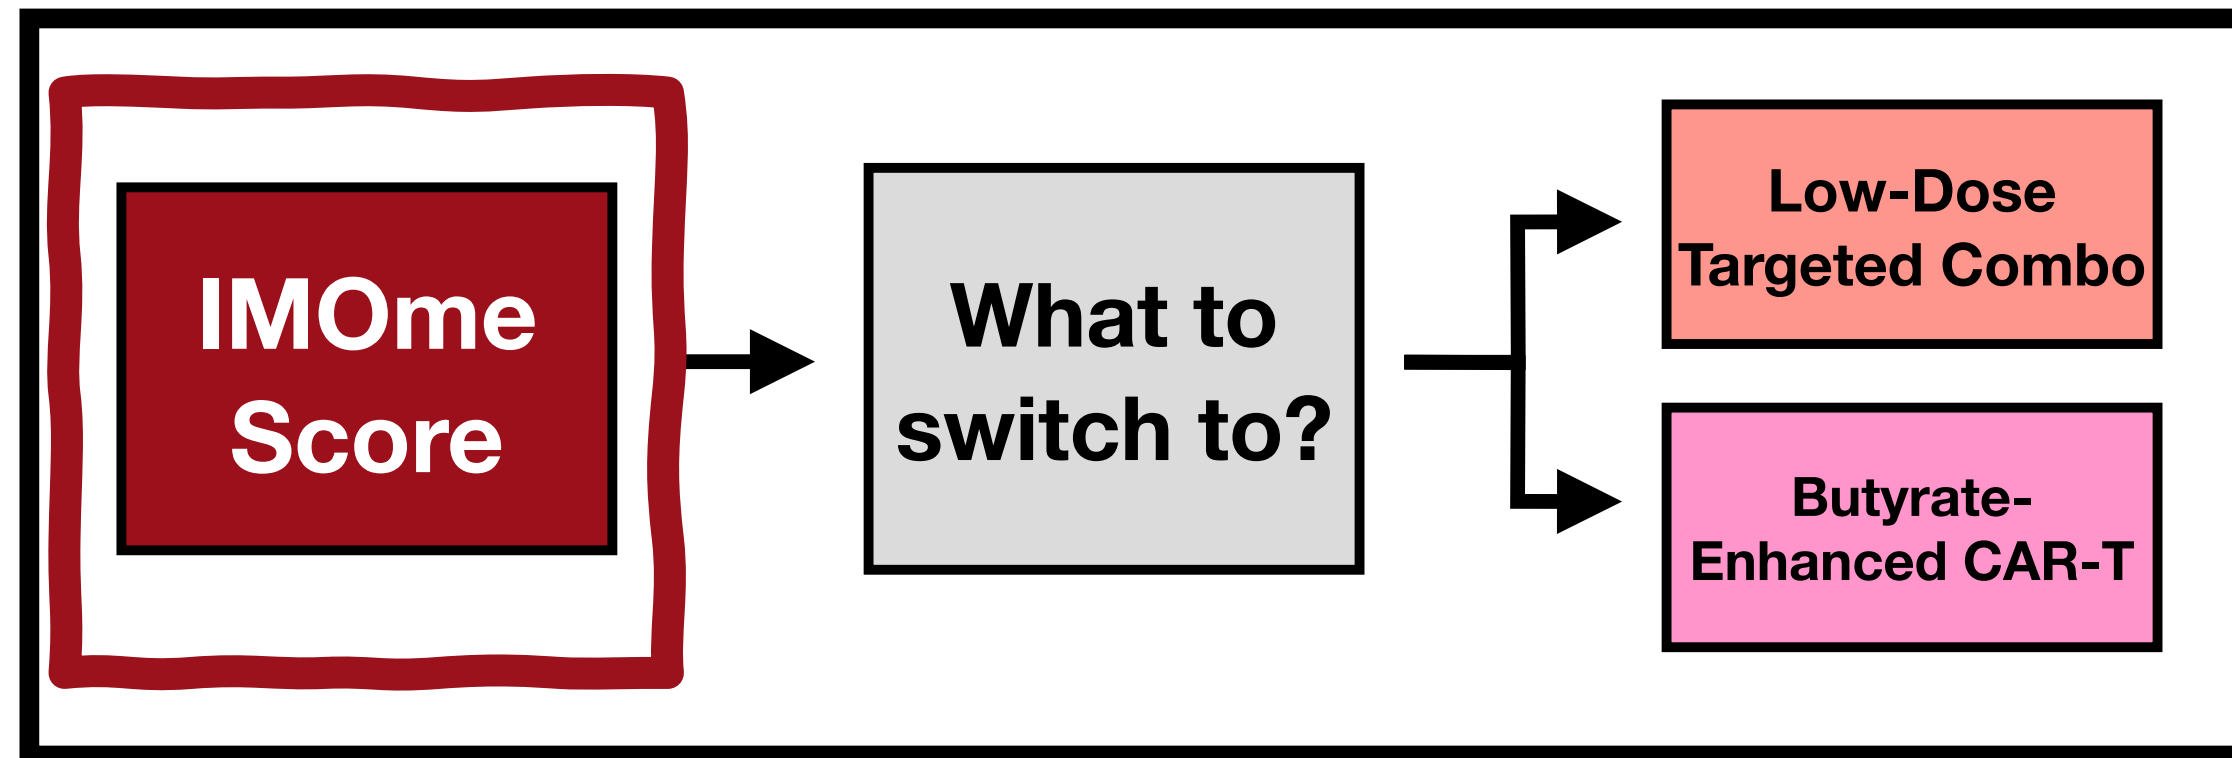 IMOme
Score
What to
switch to?
Low-Dose
Targeted Combo
Butyrate-
Enhanced CAR-T